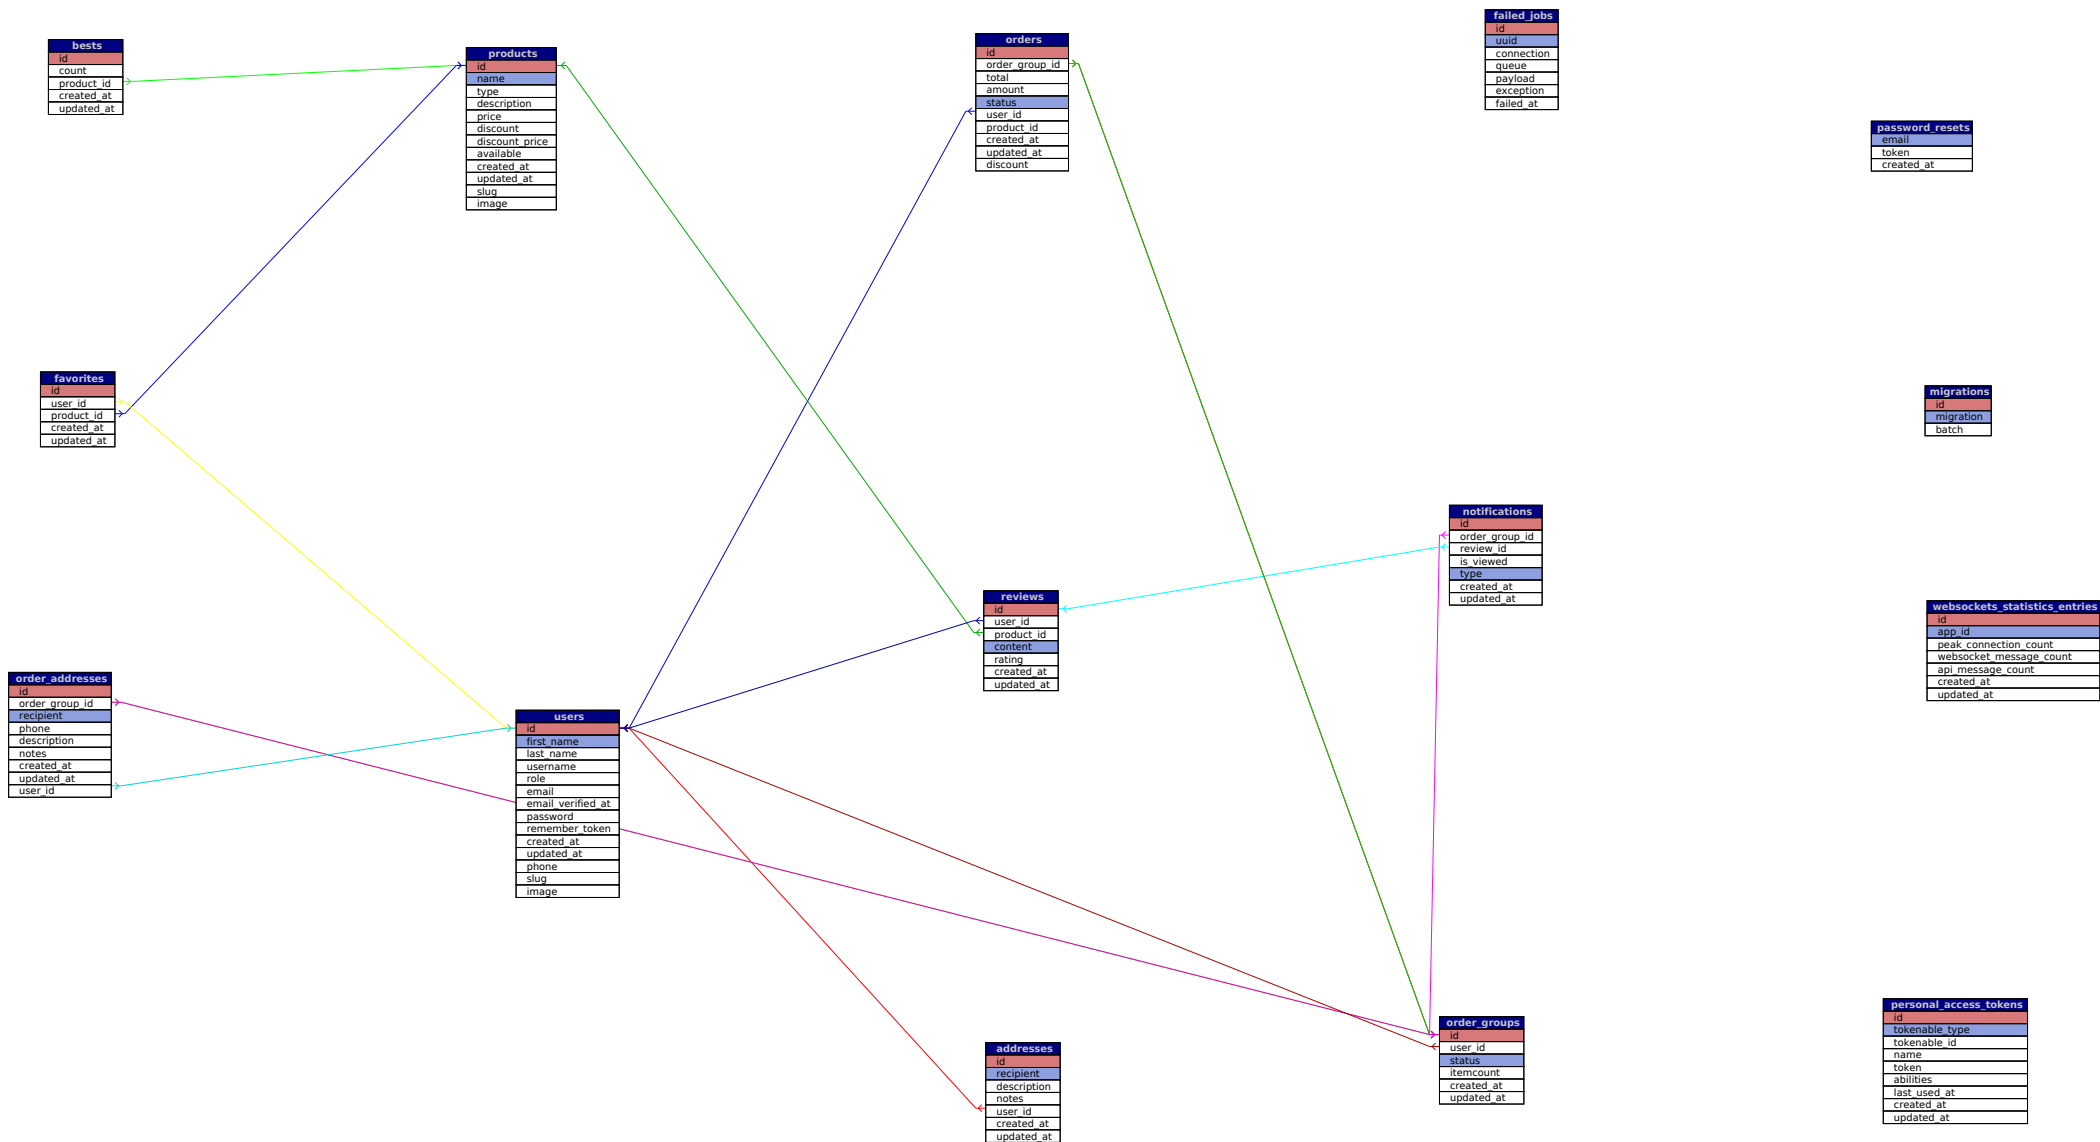 bests
id
count
product_id
created_at
updated_at
products
id
name
type
description
price
discount
discount_price
available
created_at
updated_at
slug
image
orders
id
order_group_id
total
amount
status
user_id
product_id
created_at
updated_at
discount
failed_jobs
id
uuid
connection
queue
payload
exception
failed_at
password_resets
email
token
created_at
favorites
id
user_id
product_id
created_at
updated_at
migrations
id
migration
batch
notifications
id
order_group_id
review_id
is_viewed
type
created_at
updated_at
reviews
id
user_id
product_id
content
rating
created_at
updated_at
websockets_statistics_entries
id
app_id
peak_connection_count
websocket_message_count
api_message_count
created_at
updated_at
order_addresses
id
order_group_id
recipient
phone
description
notes
created_at
updated_at
user_id
users
id
first_name
last_name
username
role
email
email_verified_at
password
remember_token
created_at
updated_at
phone
slug
image
addresses
id
recipient
description
notes
user_id
created_at
updated_at
order_groups
id
user_id
status
itemcount
created_at
updated_at
personal_access_tokens
id
tokenable_type
tokenable_id
name
token
abilities
last_used_at
created_at
updated_at